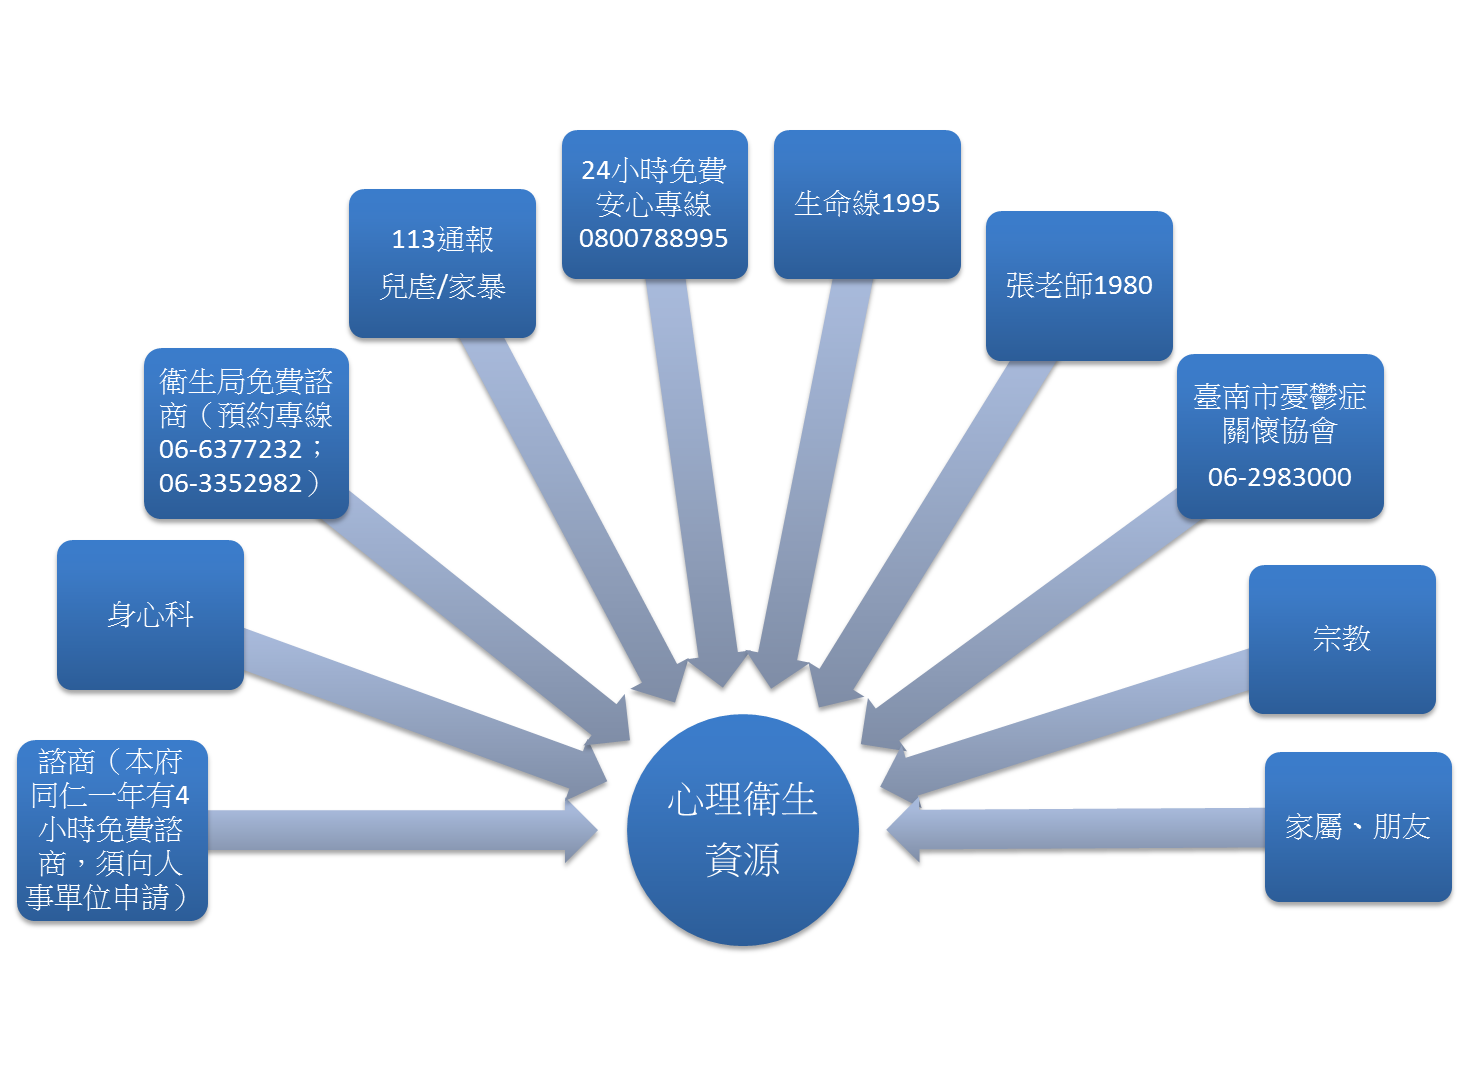 24小時免費
安心專線
0800788995
生命線1995
113通報
兒虐/家暴
張老師1980
衛生局免費諮
商（預約專線
06-6377232；
06-3352982）
臺南市憂鬱症
關懷協會
06-2983000
身心科
宗教
諮商（本府
同仁一年有4
小時免費諮
商，須向人
事單位申請）
心理衛生
資源
家屬、朋友